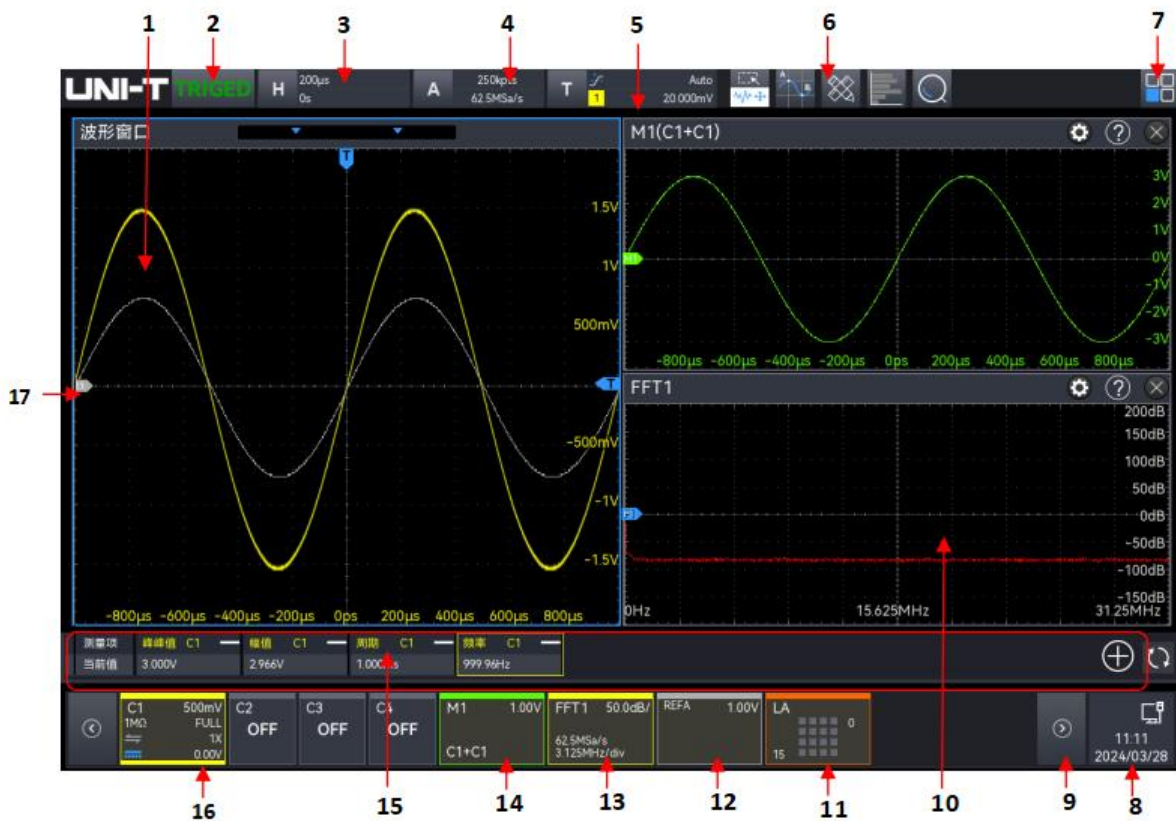 1 2 3 4 5 6 7
UNI-T TRIGED H 200μs A 250kpts T Auto
0s 62.5MSa/s 1 20.000mV
波形窗口
T
1.5V
1V
500mV
T
-500mV
-1V
-1.5V
-800μs -600μs -400μs -200μs 0ps 200μs 400μs 600μs 800μs
M1(C1+C1) ?
3V
2V
1V
0V
-1V
-2V
-3V
-800μs -600μs -400μs -200μs 0ps 200μs 400μs 600μs 800μs
FFT1 ?
200dB
150dB
100dB
50dB
0dB
-50dB
-100dB
-150dB
0Hz 15.625MHz 31.25MHz
17
测量项 峰峰值 C1 幅值 C1 周期 C1 频率 C1
当前值 3.000V 2.966V 999.96Hz
C1 500mV C2 C3 C4 M1 1.00V FFT1 50.0dB/ REFA 1.00V LA
1MΩ FULL OFF OFF OFF 0
1X 62.5MSa/s 11:11
0.00V C1+C1 3.125MHz/div 15 2024/03/28
16 15 14 13 12 11 10 9 8